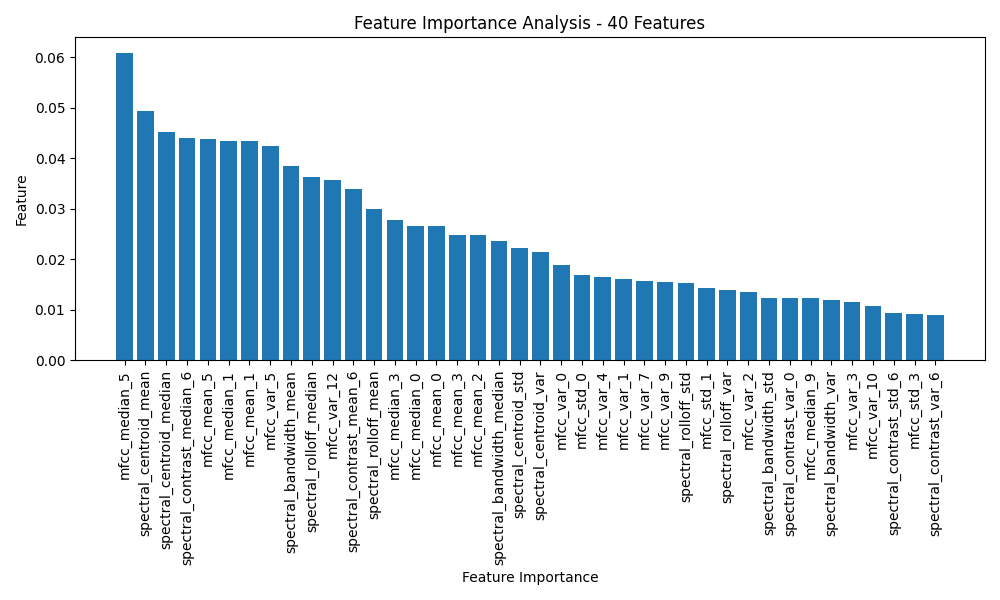 Feature Importance Analysis - 40 Features
0.06
0.05
0.04
0.03
0.02
0.01
0.00
Feature
mfcc_median_5
spectral_centroid_mean
spectral_centroid_median
spectral_contrast_median_6
mfcc_mean_5
mfcc_median_1
mfcc_mean_1
mfcc_var_5
spectral_bandwidth_mean
spectral_rolloff_median
mfcc_var_12
spectral_contrast_mean_6
spectral_rolloff_mean
mfcc_median_3
mfcc_median_0
mfcc_mean_0
mfcc_mean_3
mfcc_mean_2
spectral_bandwidth_median
spectral_centroid_std
spectral_centroid_var
mfcc_var_0
mfcc_std_0
mfcc_var_4
mfcc_var_1
mfcc_var_7
mfcc_var_9
spectral_rolloff_std
mfcc_std_1
spectral_rolloff_var
mfcc_var_2
spectral_bandwidth_std
spectral_contrast_var_0
mfcc_median_9
spectral_bandwidth_var
mfcc_var_3
mfcc_var_10
spectral_contrast_std_6
mfcc_std_3
spectral_contrast_var_6
Feature Importance